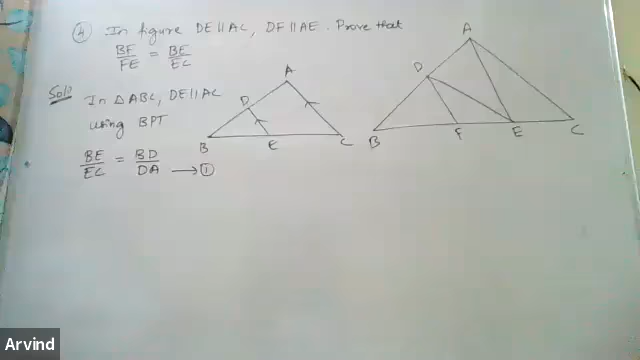 ④ In figure DE॥AC, DF॥AE. Prove that
BF/FE = BE/EC
Soln
In △ABC, DE॥AC
using BPT
BE/EC = BD/DA → ①
A
D
B
E
C
A
D
B
F
E
C
Arvind